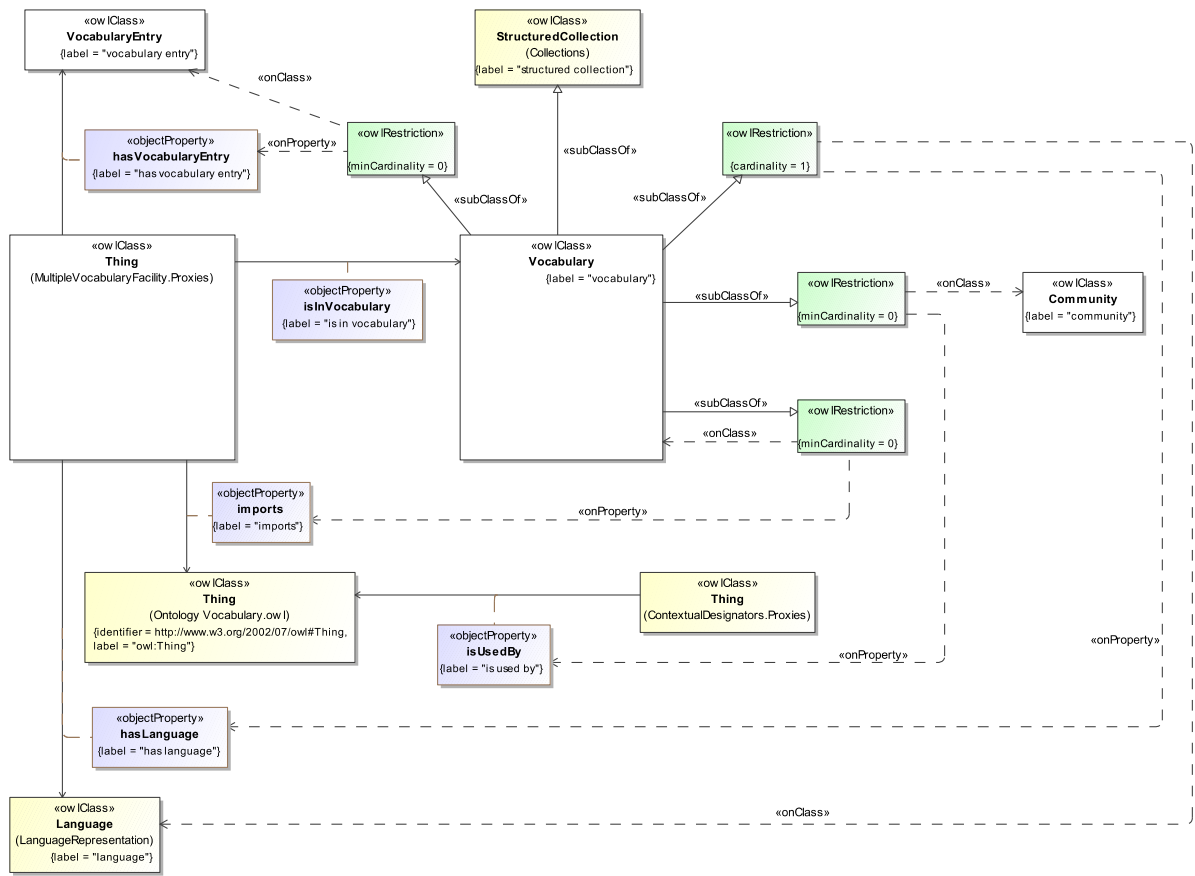 «owlClass»
VocabularyEntry
{label = "vocabulary entry"}
«owlClass»
StructuredCollection
(Collections)
{label = "structured collection"}
«onClass»
«objectProperty»
hasVocabularyEntry
{label = "has vocabulary entry"}
«onProperty»
«owlRestriction»
{minCardinality = 0}
«subClassOf»
«owlRestriction»
{cardinality = 1}
«subClassOf»
«subClassOf»
«owlClass»
Thing
(MultipleVocabularyFacility.Proxies)
«owlClass»
Vocabulary
{label = "vocabulary"}
«objectProperty»
isInVocabulary
{label = "is in vocabulary"}
«subClassOf»
«owlRestriction»
{minCardinality = 0}
«onClass»
«owlClass»
Community
{label = "community"}
«subClassOf»
«onClass»
«owlRestriction»
{minCardinality = 0}
«objectProperty»
imports
{label = "imports"}
«onProperty»
«owlClass»
Thing
(Ontology Vocabulary.owl)
{identifier = http://www.w3.org/2002/07/owl#Thing,
label = "owl:Thing"}
«owlClass»
Thing
(ContextualDesignators.Proxies)
«objectProperty»
isUsedBy
{label = "is used by"}
«onProperty»
«onProperty»
«objectProperty»
hasLanguage
{label = "has language"}
«owlClass»
Language
(LanguageRepresentation)
{label = "language"}
«onClass»